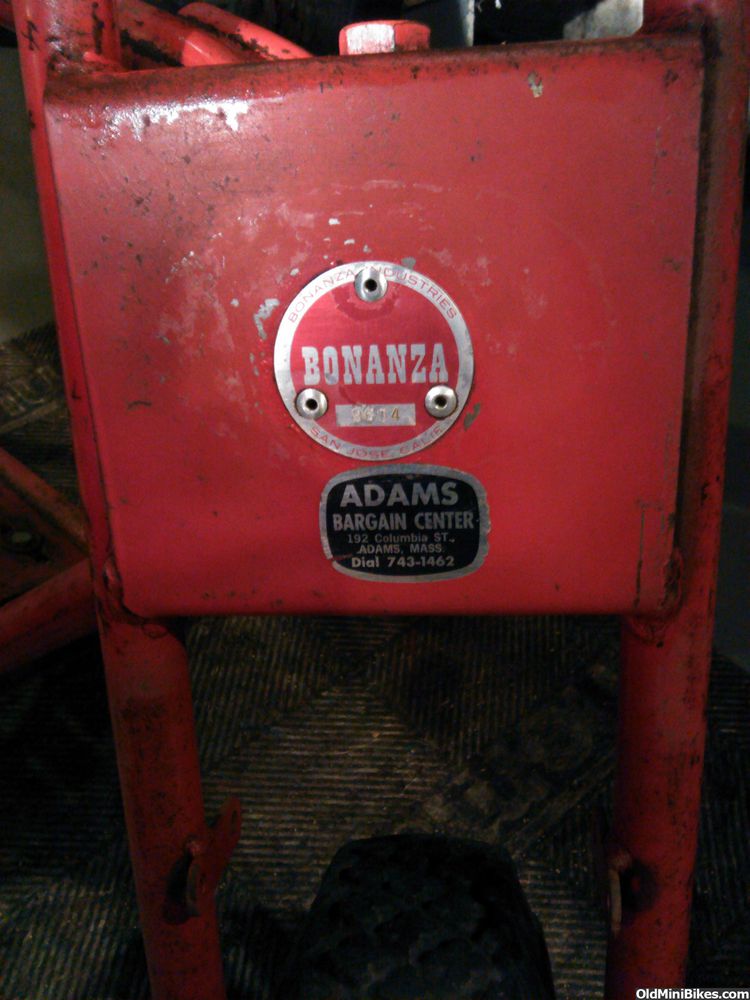 BONANZA INDUSTRIES
BONANZA
SAN JOSE, CALIF.
ADAMS
BARGAIN CENTER
192 Columbia ST.,
ADAMS, MASS.
Dial 743-1462
OldMiniBikes.com